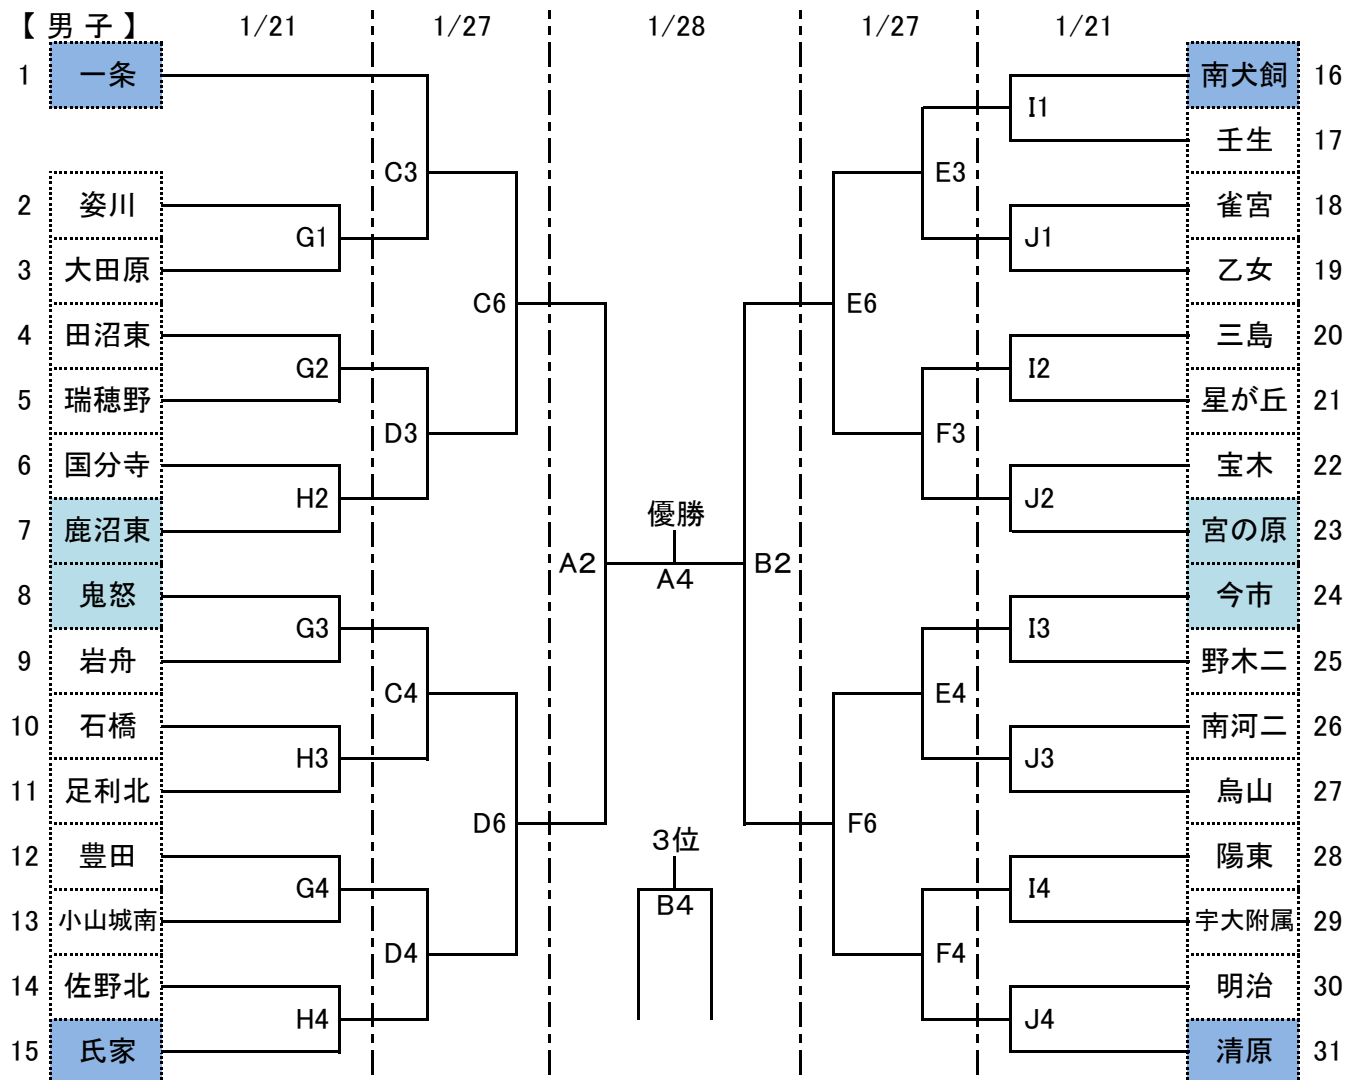 【 男 子 】 1/21 1/27 1/28 1/27 1/21
1 一条 南犬飼 16
I1
壬生 17
C3 E3
2 姿川 雀宮 18
G1 J1
3 大田原 乙女 19
C6 E6
4 田沼東 三島 20
G2 I2
5 瑞穂野 星が丘 21
D3 F3
6 国分寺 宝木 22
H2 J2
優勝
7 鹿沼東 宮の原 23
A2 A4 B2
8 鬼怒 今市 24
G3 I3
9 岩舟 野木二 25
C4 E4
10 石橋 南河二 26
H3 J3
11 足利北 烏山 27
D6 F6
3位
12 豊田 陽東 28
G4 I4
B4
13 小山城南 宇大附属 29
D4 F4
14 佐野北 明治 30
H4 J4
15 氏家 清原 31